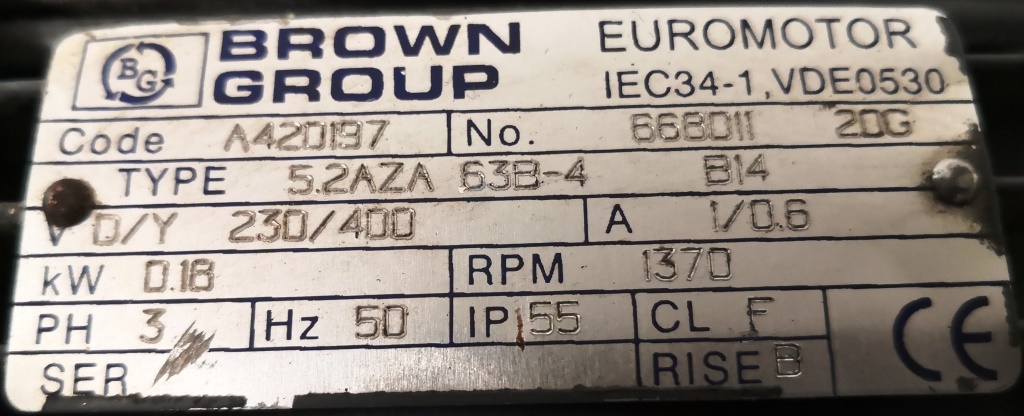 BG BROWN GROUP EUROMOTOR
IEC34-1, VDE0530
Code A420197 No. 668011 20G
TYPE 5.2AZA 63B-4 B14
V D/Y 230/400 A 1/0.6
kW 0.18 RPM 1370
PH 3 Hz 50 IP 55 CL F
SER RISE B CE